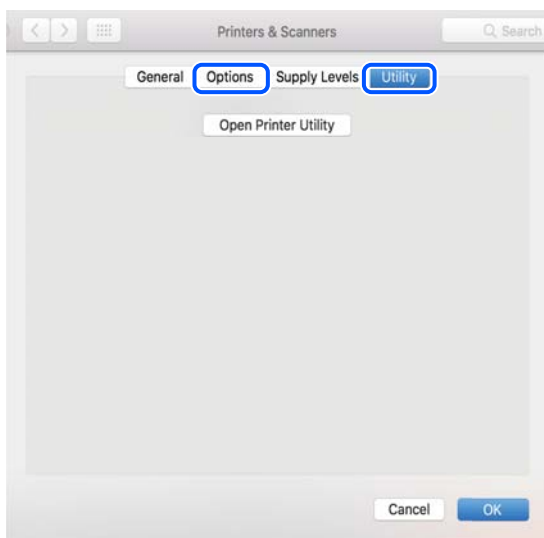 Printers & Scanners Search
General Options Supply Levels Utility
Open Printer Utility
Cancel OK